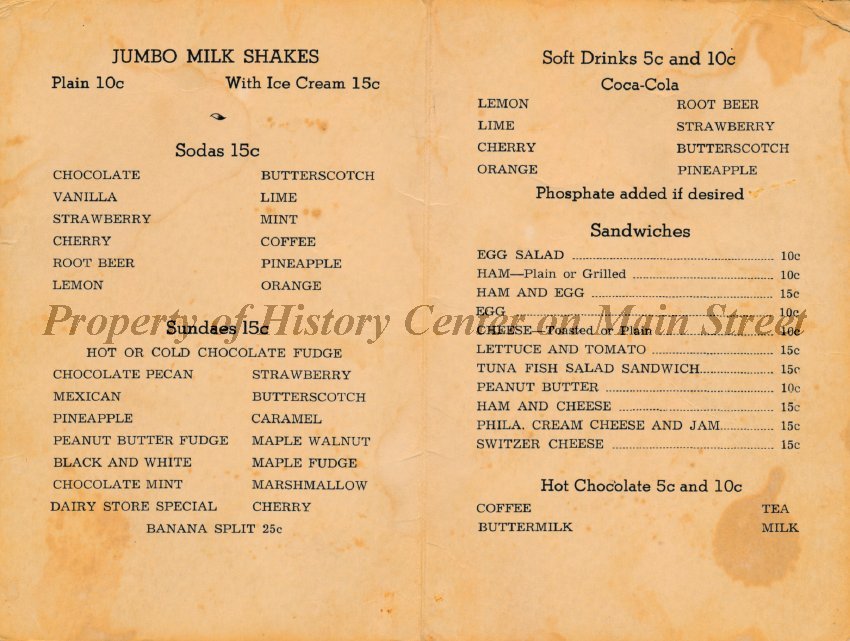 JUMBO MILK SHAKES
Plain 10c With Ice Cream 15c
Sodas 15c
CHOCOLATE BUTTERSCOTCH
VANILLA LIME
STRAWBERRY MINT
CHERRY COFFEE
ROOT BEER PINEAPPLE
LEMON ORANGE
Sundaes 15c
HOT OR COLD CHOCOLATE FUDGE
CHOCOLATE PECAN STRAWBERRY
MEXICAN BUTTERSCOTCH
PINEAPPLE CARAMEL
PEANUT BUTTER FUDGE MAPLE WALNUT
BLACK AND WHITE MAPLE FUDGE
CHOCOLATE MINT MARSHMALLOW
DAIRY STORE SPECIAL CHERRY
BANANA SPLIT 25c
Soft Drinks 5c and 10c
Coca-Cola
LEMON ROOT BEER
LIME STRAWBERRY
CHERRY BUTTERSCOTCH
ORANGE PINEAPPLE
Phosphate added if desired
Sandwiches
EGG SALAD 10c
HAM—Plain or Grilled 10c
HAM AND EGG 15c
EGG 10c
CHEESE—Toasted or Plain 10c
LETTUCE AND TOMATO 15c
TUNA FISH SALAD SANDWICH 15c
PEANUT BUTTER 10c
HAM AND CHEESE 15c
PHILA. CREAM CHEESE AND JAM 15c
SWITZER CHEESE 15c
Hot Chocolate 5c and 10c
COFFEE TEA
BUTTERMILK MILK
Property of History Center on Main Street